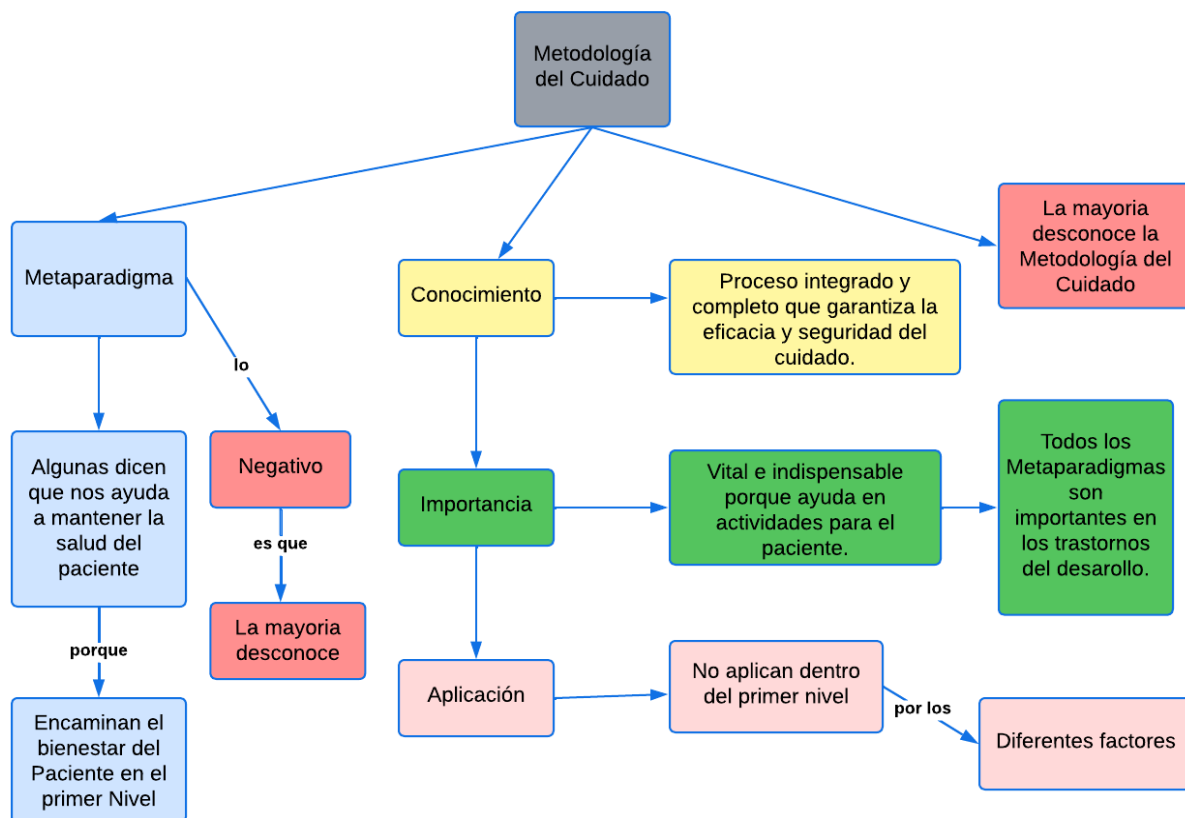 Metodología
del Cuidado
Metaparadigma
lo
Algunas dicen
que nos ayuda
a mantener la
salud del
paciente
porque
Encaminan el
bienestar del
Paciente en el
primer Nivel
Negativo
es que
La mayoria
desconoce
Conocimiento
Proceso integrado y
completo que garantiza la
eficacia y seguridad del
cuidado.
Importancia
Vital e indispensable
porque ayuda en
actividades para el
paciente.
Todos los
Metaparadigmas
son
importantes en
los trastornos
del desarollo.
Aplicación
No aplican dentro
del primer nivel
por los
Diferentes factores
La mayoria
desconoce la
Metodología del
Cuidado